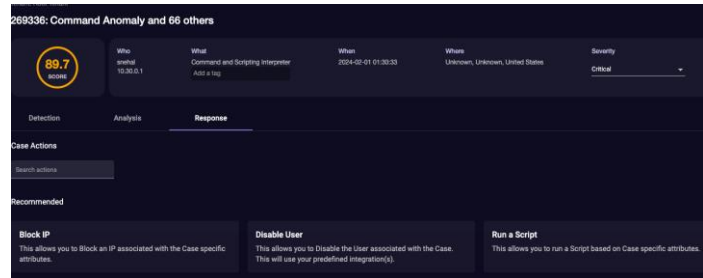 269336: Command Anomaly and 66 others
89.7
SCORE
Who
snehal
10.30.0.1
What
Command and Scripting Interpreter
Add a tag
When
2024-02-01 01:30:33
Where
Unknown, Unknown, United States
Severity
Critical
Detection
Analysis
Response
Case Actions
Search actions
Recommended
Block IP
This allows you to Block an IP associated with the Case specific
attributes.
Disable User
This allows you to Disable the User associated with the Case.
This will use your predefined integration(s).
Run a Script
This allows you to run a Script based on Case specific attributes.